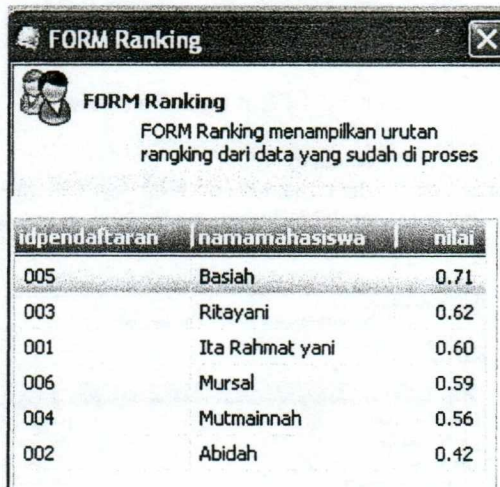 FORM Ranking
FORM Ranking
FORM Ranking menampilkan urutan
rangking dari data yang sudah di proses
idpendaftaran namamahasiswa nilai
005 Basiah 0.71
003 Ritayani 0.62
001 Ita Rahmat yani 0.60
006 Mursal 0.59
004 Mutmainnah 0.56
002 Abidah 0.42